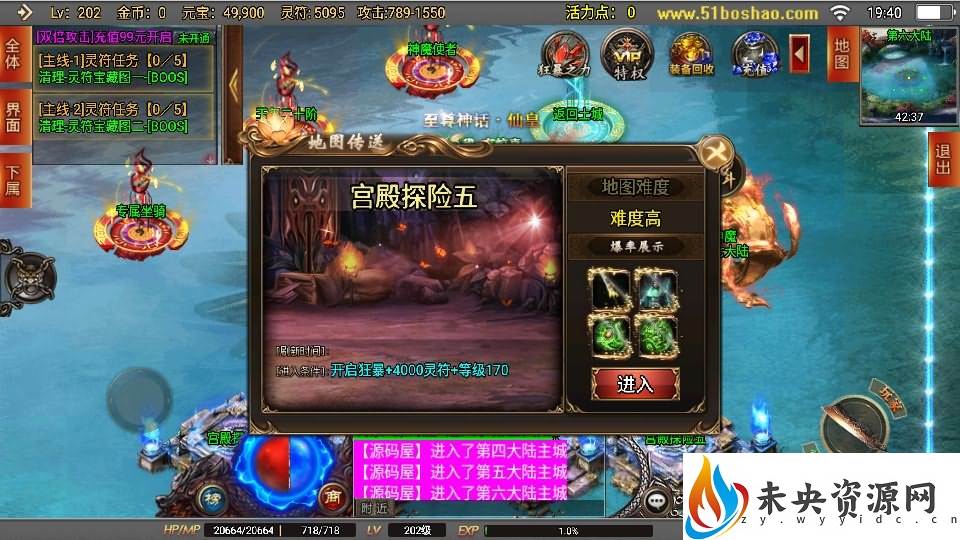 Lv: 202 金币: 0 元宝: 49,900 灵符: 5095 攻击:789-1550 活力点: 0 www.51boshao.com 19:40
全体
[双倍攻击]充值99元开启 未开通
[主线-1]灵符任务【0/5】
清理-灵符宝藏图一-[BOOS]
界面
[主线-2]灵符任务【0/5】
清理-灵符宝藏图二-[BOOS]
下属
神魔使者
狂暴之力
VIP
特权
装备回收
充值
地图
第六大陆
42:37
退出
至尊神话·仙皇
返回土城
专属坐骑
地图传送
宫殿探险五
[刷新时间]:
[进入条件]: 开启狂暴+4000灵符+等级170
地图难度
难度高
爆率展示
进入
玩家
宫殿探险五
榜
商
【源码屋】进入了第四大陆主城
【源码屋】进入了第五大陆主城
【源码屋】进入了第六大陆主城
附近
HP/MP 20664/20664 718/718 LV 202级 EXP 1.0%
未央资源网
zy.wyyidc.cn